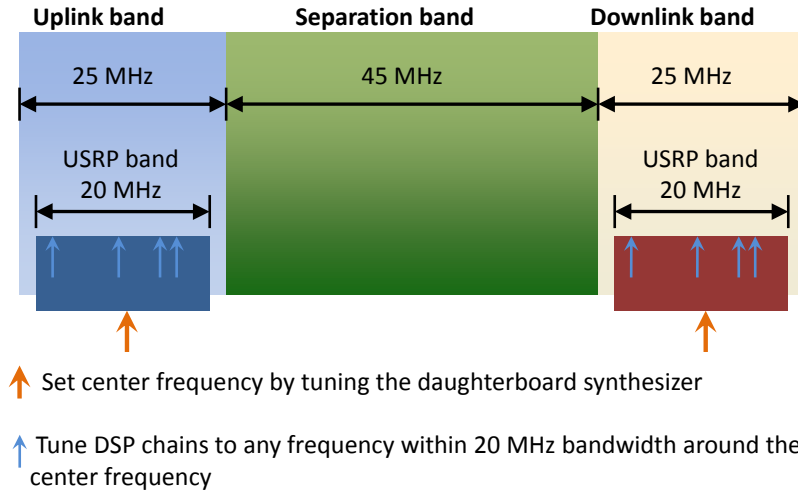 Uplink band Separation band Downlink band
25 MHz 45 MHz 25 MHz
USRP band USRP band
20 MHz 20 MHz
Set center frequency by tuning the daughterboard synthesizer
Tune DSP chains to any frequency within 20 MHz bandwidth around the
center frequency